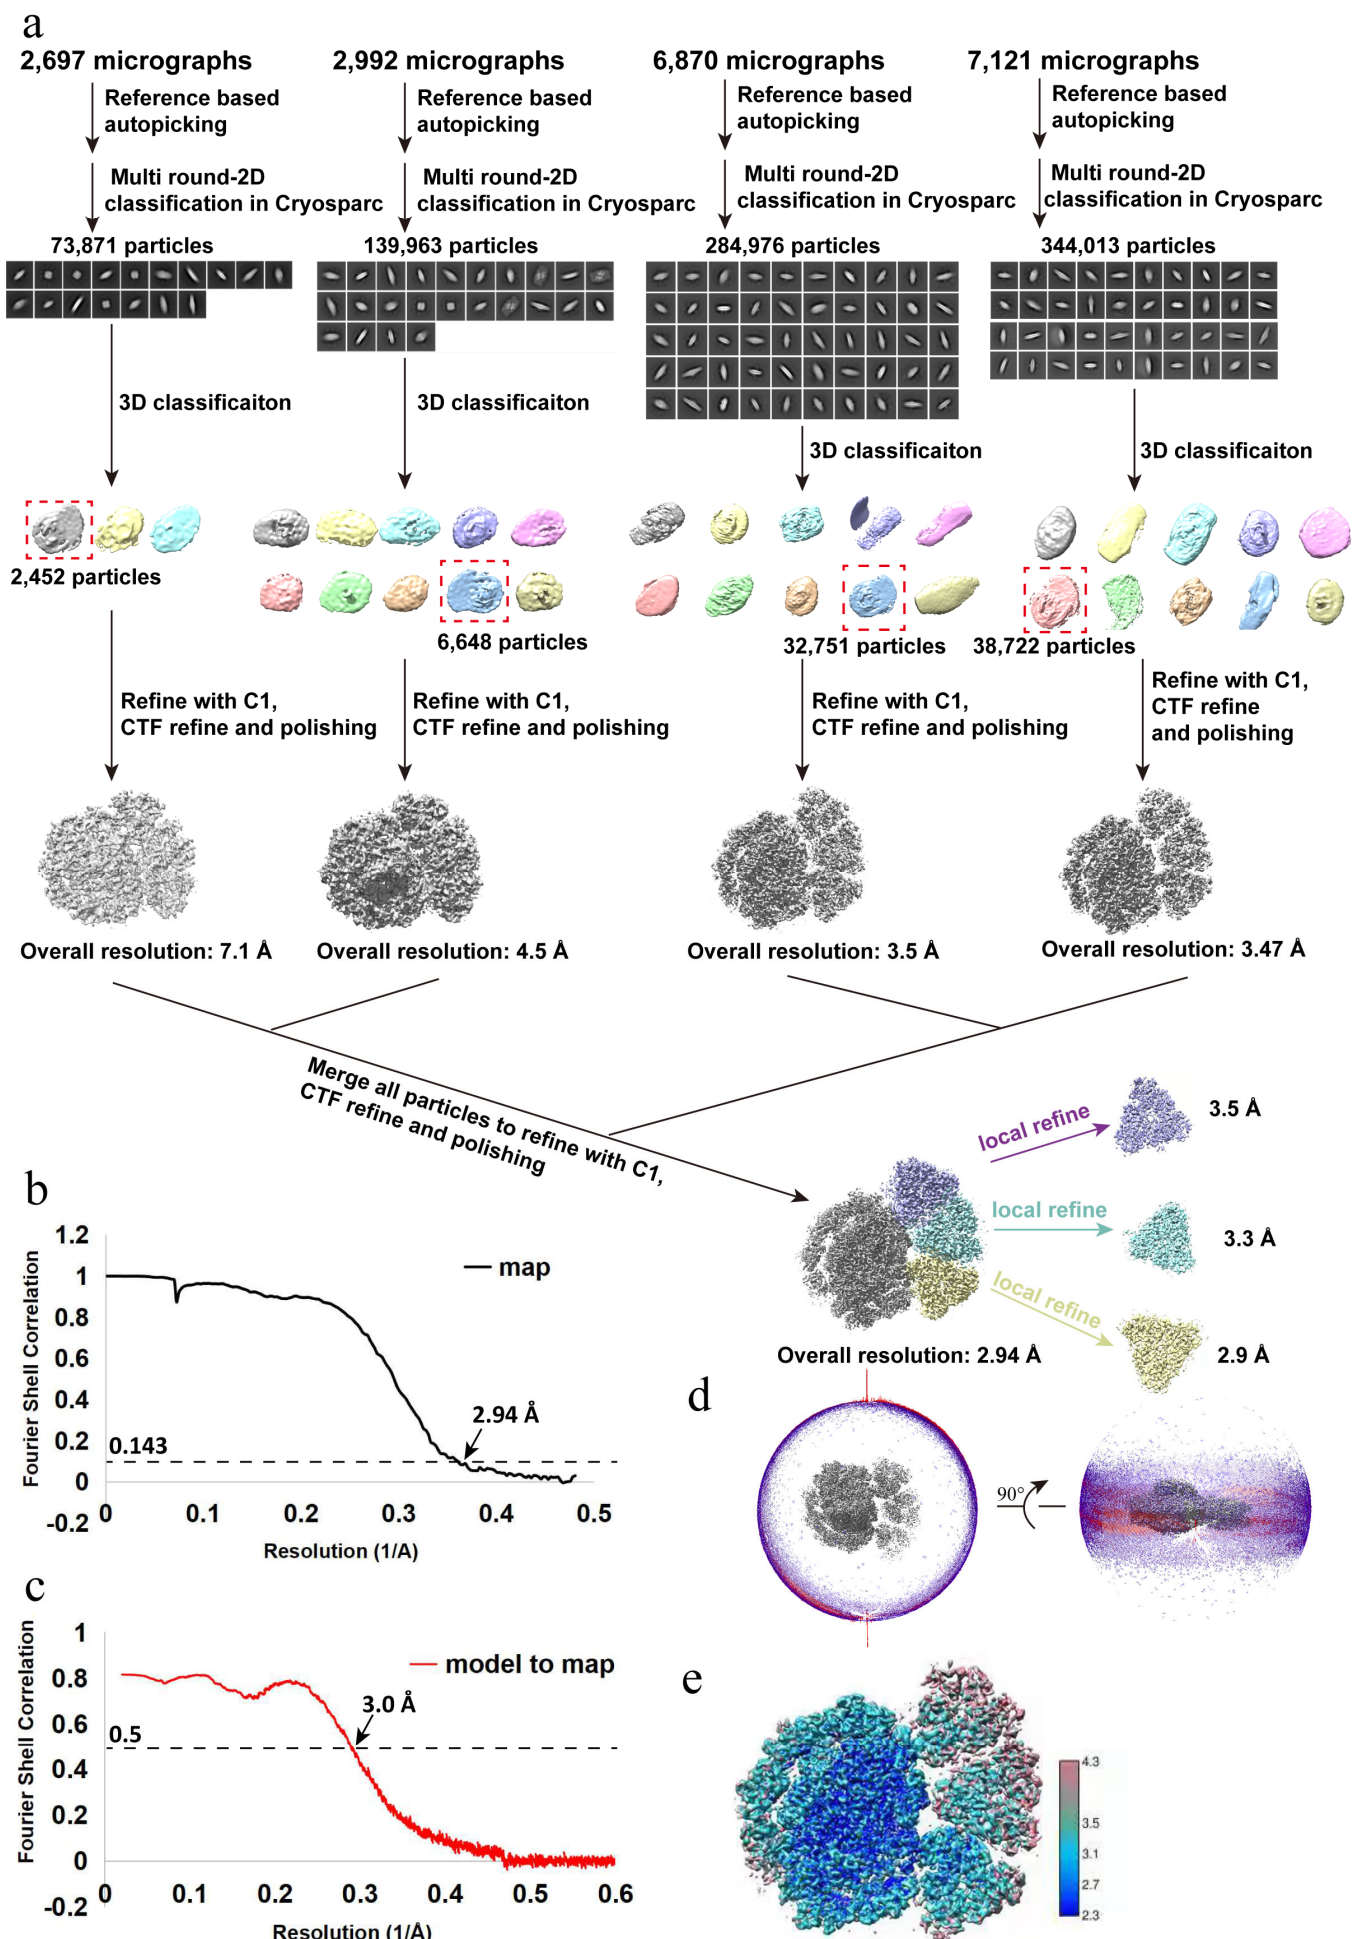 a
2,697 micrographs
2,992 micrographs
6,870 micrographs
7,121 micrographs
Reference based
autopicking
Reference based
autopicking
Reference based
autopicking
Reference based
autopicking
Multi round-2D
classification in Cryosparc
Multi round-2D
classification in Cryosparc
Multi round-2D
classification in Cryosparc
Multi round-2D
classification in Cryosparc
73,871 particles
139,963 particles
284,976 particles
344,013 particles
3D classificaiton
3D classificaiton
3D classificaiton
3D classificaiton
2,452 particles
6,648 particles
32,751 particles
38,722 particles
Refine with C1,
CTF refine and polishing
Refine with C1,
CTF refine and polishing
Refine with C1,
CTF refine and polishing
Refine with C1,
CTF refine
and polishing
Overall resolution: 7.1 Å
Overall resolution: 4.5 Å
Overall resolution: 3.5 Å
Overall resolution: 3.47 Å
Merge all particles to refine with C1,
CTF refine and polishing
local refine
3.5 Å
local refine
3.3 Å
local refine
2.9 Å
Overall resolution: 2.94 Å
b
1.2
1
0.8
0.6
0.4
0.2
0
-0.2
Fourier Shell Correlation
map
2.94 Å
0.143
0
0.1
0.2
0.3
0.4
0.5
Resolution (1/A)
c
1
0.8
0.6
0.4
0.2
0
-0.2
Fourier Shell Correlation
model to map
3.0 Å
0.5
0
0.1
0.2
0.3
0.4
0.5
0.6
Resolution (1/Å)
d
90°
e
4.3
3.5
3.1
2.7
2.3